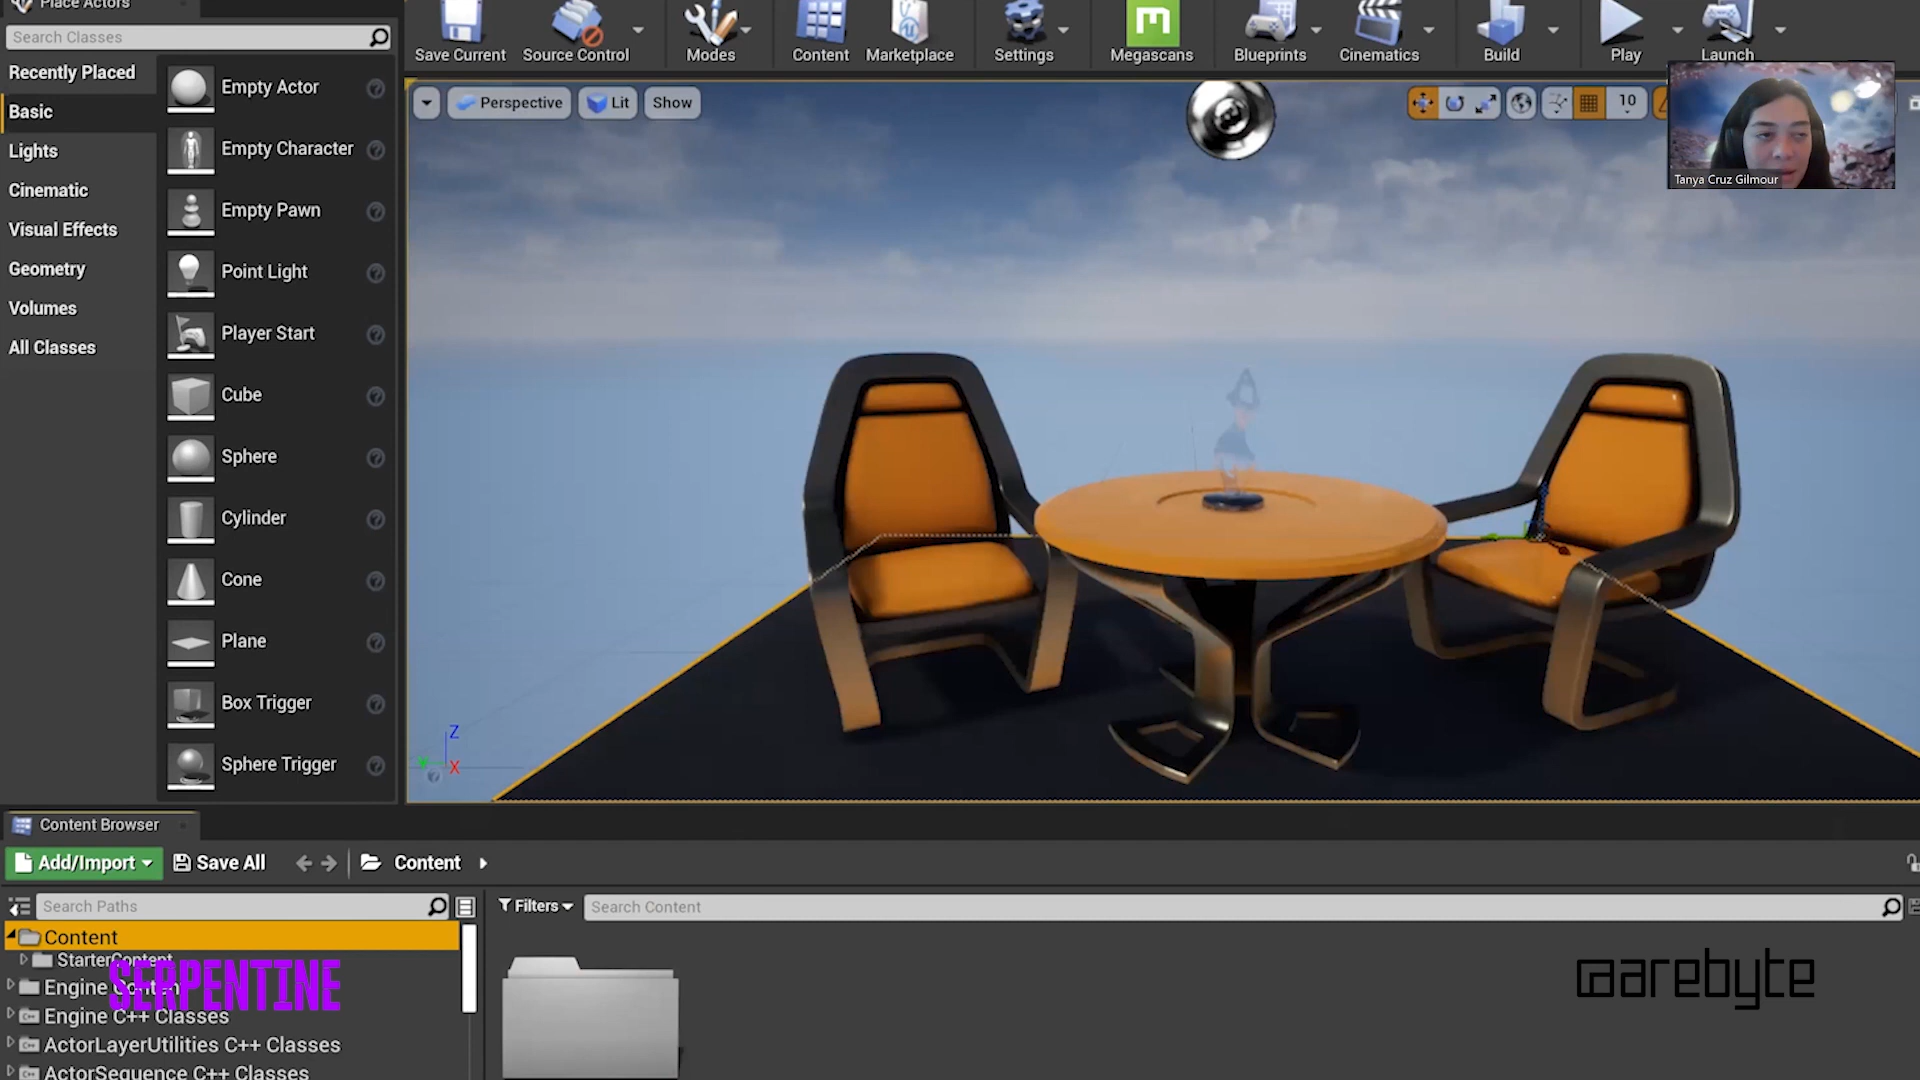 Place Actors
Search Classes
Recently Placed
Basic
Lights
Cinematic
Visual Effects
Geometry
Volumes
All Classes
Empty Actor
Empty Character
Empty Pawn
Point Light
Player Start
Cube
Sphere
Cylinder
Cone
Plane
Box Trigger
Sphere Trigger
Save Current
Source Control
Modes
Content
Marketplace
Settings
Megascans
Blueprints
Cinematics
Build
Play
Launch
Perspective
Lit
Show
10
Tanya Cruz Gilmour
Z
Y
X
Content Browser
Add/Import
Save All
Content
Search Paths
Filters
Search Content
Content
StarterContent
Engine Content
Engine C++ Classes
ActorLayerUtilities C++ Classes
ActorSequence C++ Classes
SERPENTINE
arebyte